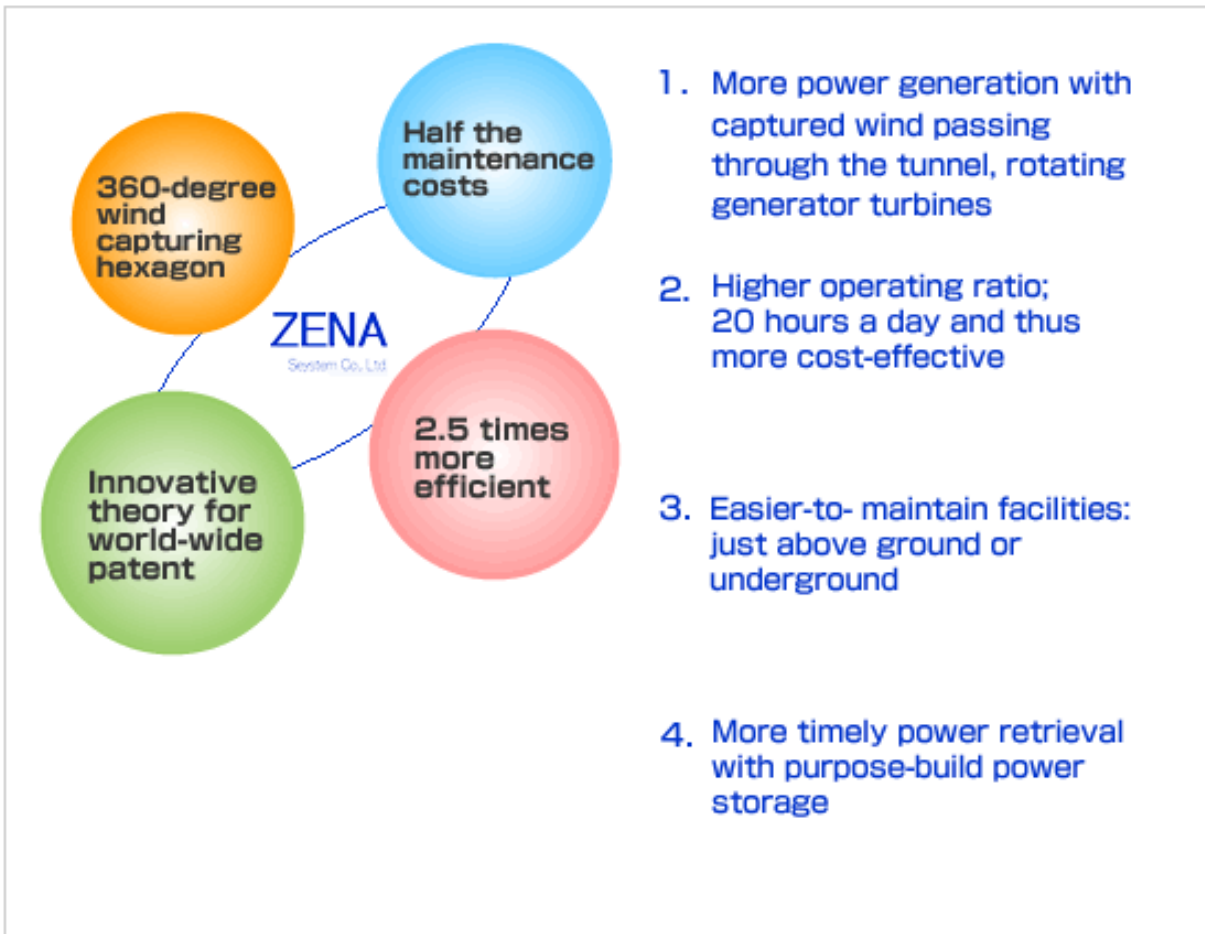 360-degree
wind
capturing
hexagon
Half the
maintenance
costs
ZENA
Seystem Co., Ltd
Innovative
theory for
world-wide
patent
2.5 times
more
efficient
1. More power generation with
captured wind passing
through the tunnel, rotating
generator turbines
2. Higher operating ratio;
20 hours a day and thus
more cost-effective
3. Easier-to- maintain facilities:
just above ground or
underground
4. More timely power retrieval
with purpose-build power
storage